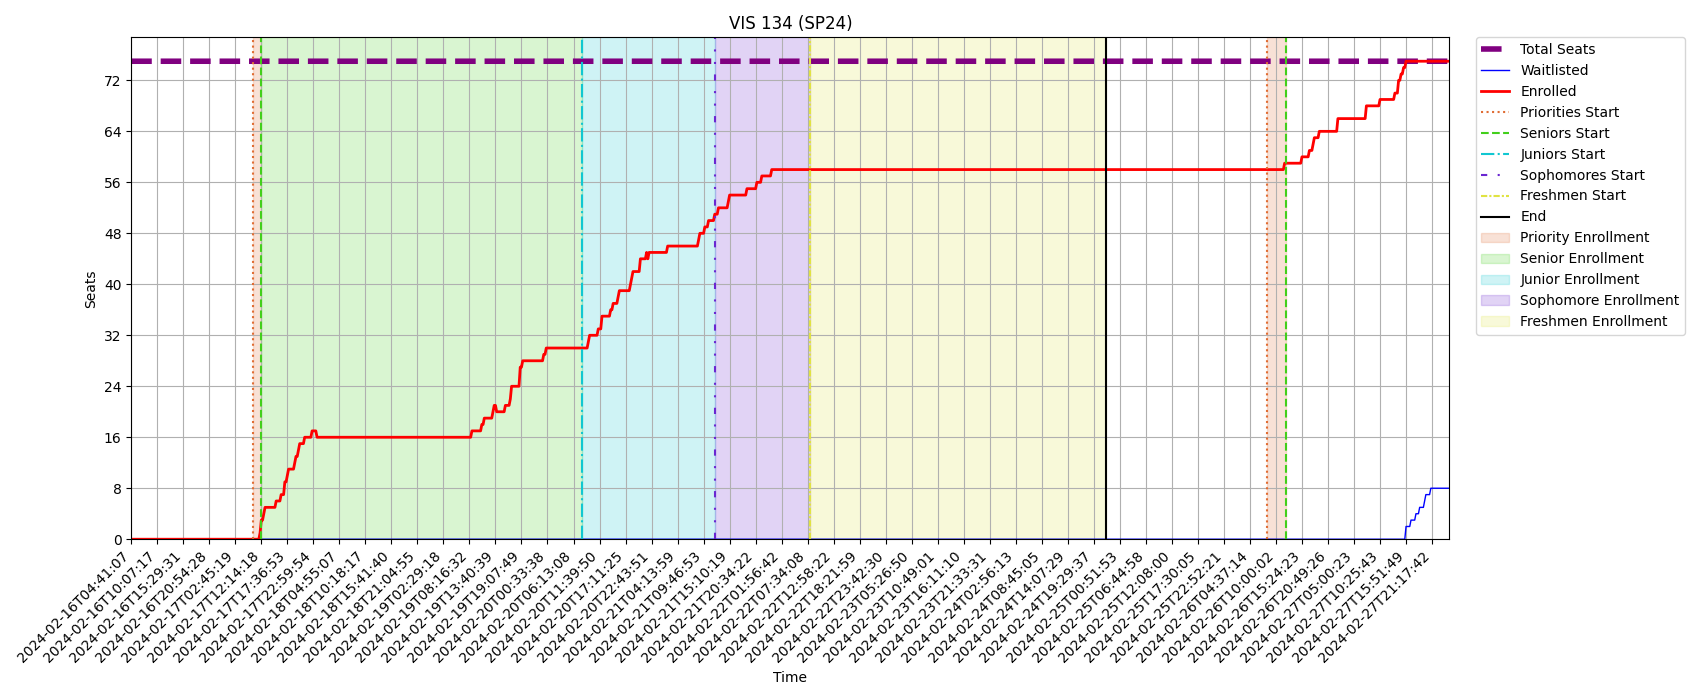 VIS 134 (SP24)
Seats
72
64
56
48
40
32
24
16
8
0
2024-02-16T04:41:07
2024-02-16T10:07:17
2024-02-16T15:29:31
2024-02-16T20:54:28
2024-02-17T02:45:19
2024-02-17T12:14:18
2024-02-17T17:36:53
2024-02-17T22:59:54
2024-02-18T04:55:07
2024-02-18T10:18:17
2024-02-18T15:41:40
2024-02-18T21:04:55
2024-02-19T02:29:18
2024-02-19T08:16:32
2024-02-19T13:40:39
2024-02-19T19:07:49
2024-02-20T00:33:38
2024-02-20T06:13:08
2024-02-20T11:39:50
2024-02-20T17:11:25
2024-02-20T22:43:51
2024-02-21T04:13:59
2024-02-21T09:46:53
2024-02-21T15:10:19
2024-02-21T20:34:22
2024-02-22T01:56:42
2024-02-22T07:34:08
2024-02-22T12:58:22
2024-02-22T18:21:59
2024-02-22T23:42:30
2024-02-23T05:26:50
2024-02-23T10:49:01
2024-02-23T16:11:10
2024-02-23T21:33:31
2024-02-24T02:56:13
2024-02-24T08:45:05
2024-02-24T14:07:29
2024-02-24T19:29:37
2024-02-25T00:51:53
2024-02-25T06:44:58
2024-02-25T12:08:00
2024-02-25T17:30:05
2024-02-25T22:52:21
2024-02-26T04:37:14
2024-02-26T10:00:02
2024-02-26T15:24:23
2024-02-26T20:49:26
2024-02-27T05:00:23
2024-02-27T10:25:43
2024-02-27T15:51:49
2024-02-27T21:17:42
Time
Total Seats
Waitlisted
Enrolled
Priorities Start
Seniors Start
Juniors Start
Sophomores Start
Freshmen Start
End
Priority Enrollment
Senior Enrollment
Junior Enrollment
Sophomore Enrollment
Freshmen Enrollment